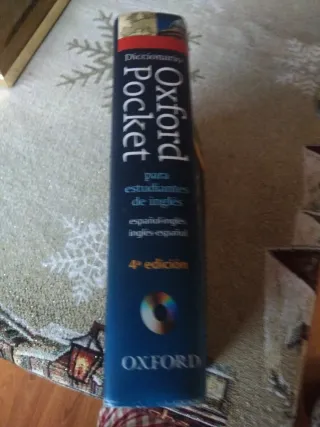 Diccionario
Oxford
Pocket
para
estudiantes
de inglés
español-inglés
inglés-español
4ª edición
OXFORD